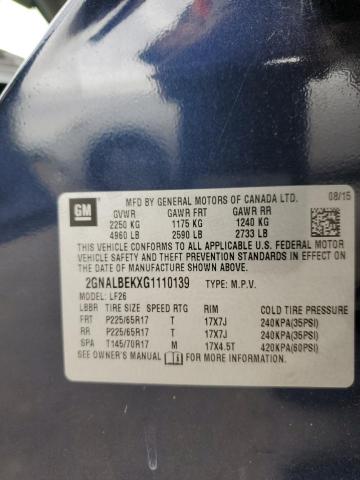 GM
MFD BY GENERAL MOTORS OF CANADA LTD. 08/15
GVWR GAWR FRT GAWR RR
2250 KG 1175 KG 1240 KG
4960 LB 2590 LB 2733 LB
THIS VEHICLE CONFORMS TO ALL APPLICABLE U.S. FEDERAL MOTOR
VEHICLE SAFETY AND THEFT PREVENTION STANDARDS IN EFFECT ON
THE DATE OF MANUFACTURE SHOWN ABOVE.
2GNALBEKXG1110139 TYPE: M.P.V.
MODEL: LF26
LBBR TIRE SIZE SPEED RTG RIM COLD TIRE PRESSURE
FRT P225/65R17 T 17X7J 240KPA(35PSI)
RR P225/65R17 T 17X7J 240KPA(35PSI)
SPA T145/70R17 M 17X4.5T 420KPA(60PSI)
SEE OWNER'S MANUAL FOR MORE INFORMATION.